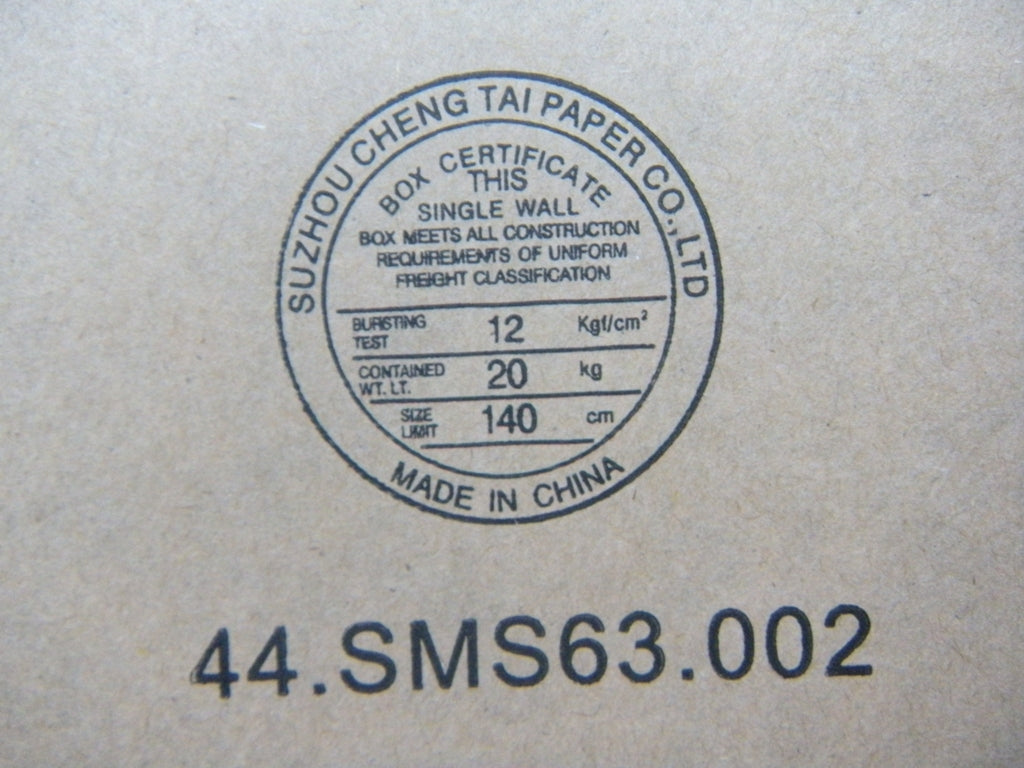 SUZHOU CHENG TAI PAPER CO.,LTD
BOX CERTIFICATE
THIS
SINGLE WALL
BOX MEETS ALL CONSTRUCTION
REQUIREMENTS OF UNIFORM
FREIGHT CLASSIFICATION
BURSTING TEST 12 Kgf/cm²
CONTAINED WT. LT. 20 kg
SIZE LIMIT 140 cm
MADE IN CHINA
44.SMS63.002